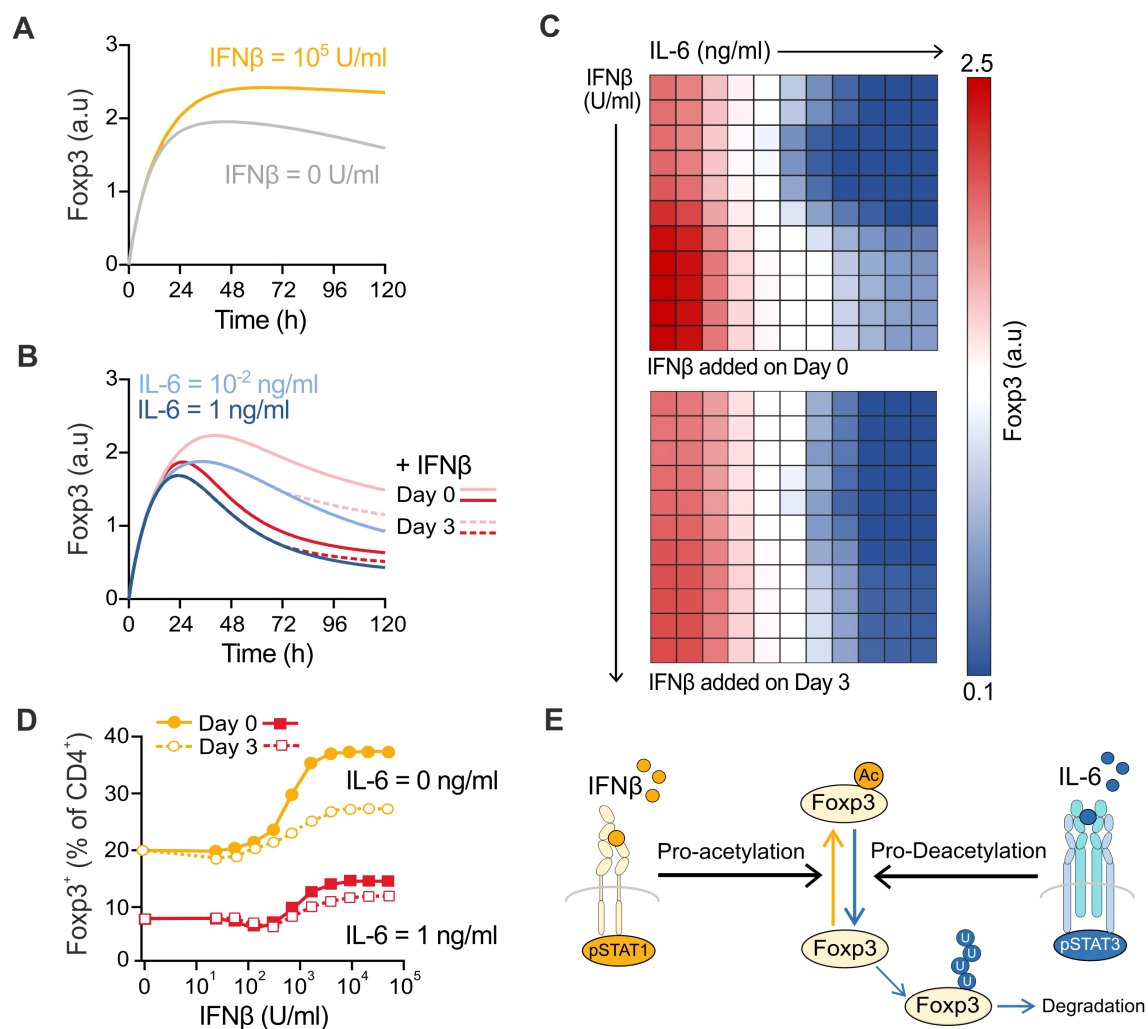 A
3
2
1
0
Foxp3 (a.u)
IFNβ = 10⁵ U/ml
IFNβ = 0 U/ml
0 24 48 72 96 120
Time (h)
B
3
2
1
0
Foxp3 (a.u)
IL-6 = 10⁻² ng/ml
IL-6 = 1 ng/ml
+ IFNβ
Day 0
Day 3
0 24 48 72 96 120
Time (h)
C
IL-6 (ng/ml)
IFNβ
(U/ml)
IFNβ added on Day 0
IFNβ added on Day 3
2.5
Foxp3 (a.u)
0.1
D
Day 0
Day 3
40
30
20
10
0
Foxp3⁺ (% of CD4⁺)
IL-6 = 0 ng/ml
IL-6 = 1 ng/ml
0 10¹ 10² 10³ 10⁴ 10⁵
IFNβ (U/ml)
E
IFNβ
Ac
Foxp3
IL-6
Pro-acetylation
Pro-Deacetylation
pSTAT1
Foxp3
pSTAT3
U
U
U
U
Foxp3
Degradation